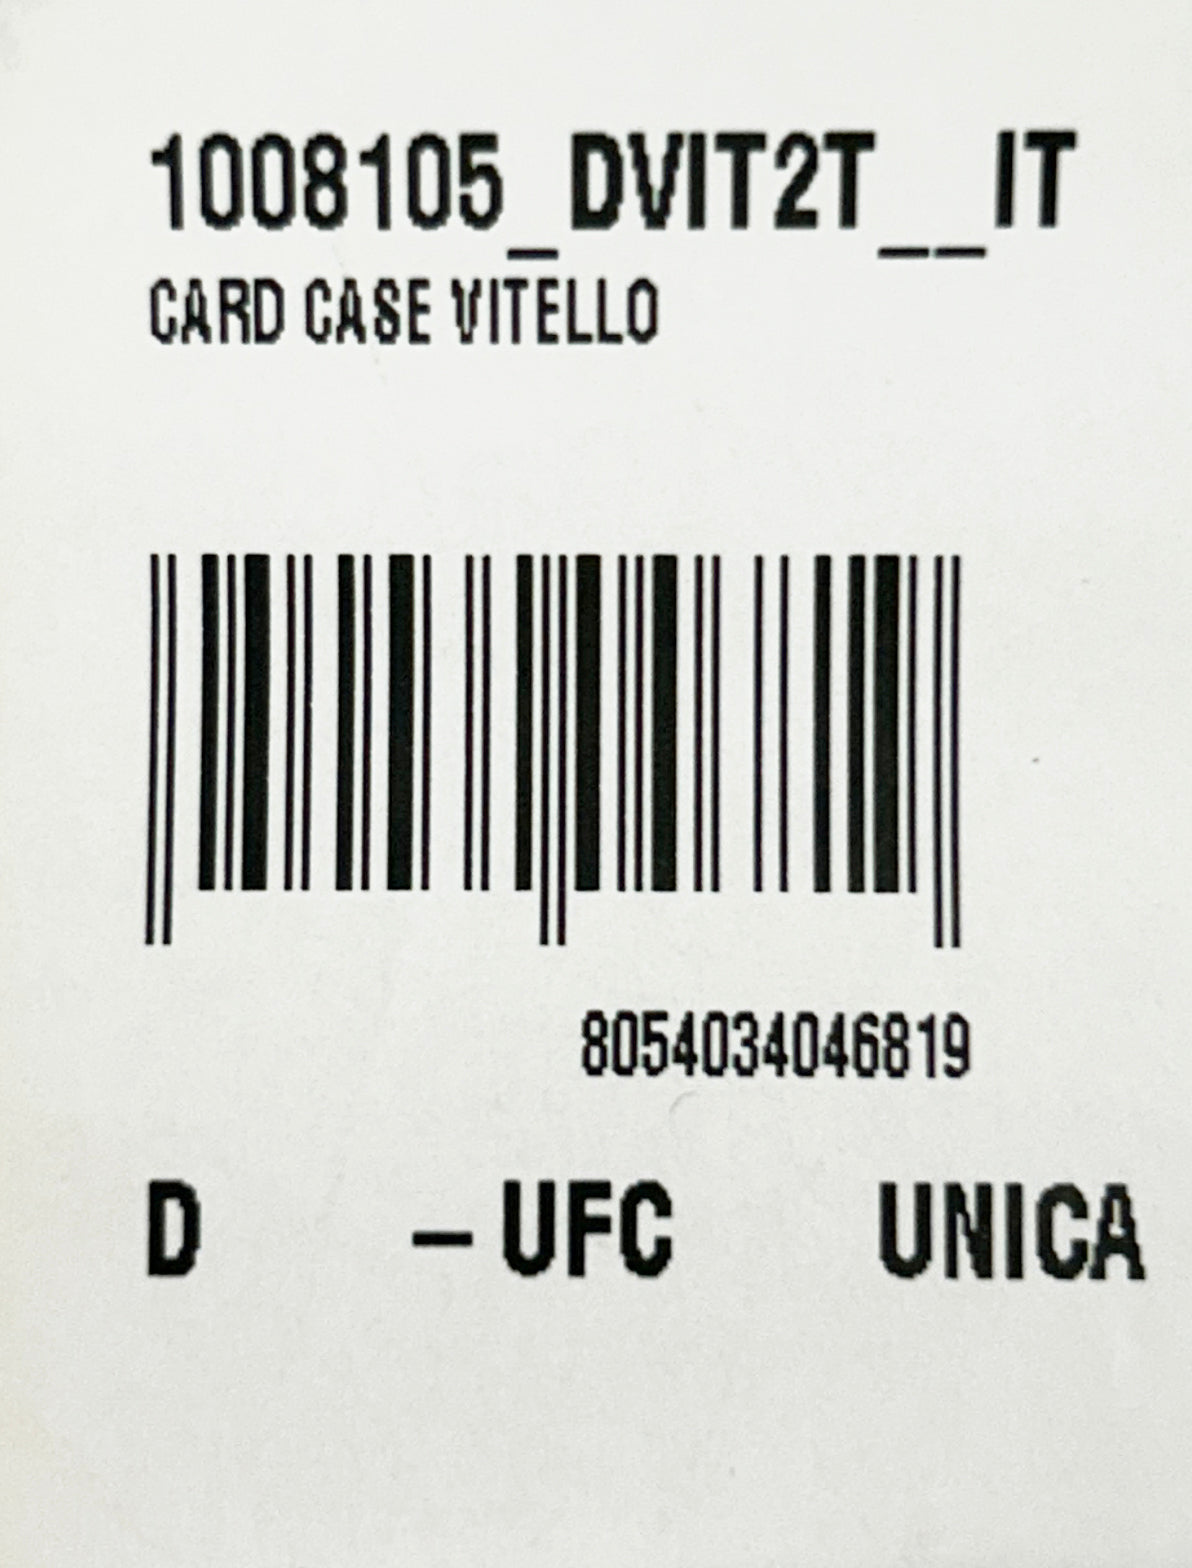 1008105_DVIT2T__IT
CARD CASE VITELLO
8054034046819
D – UFC UNICA